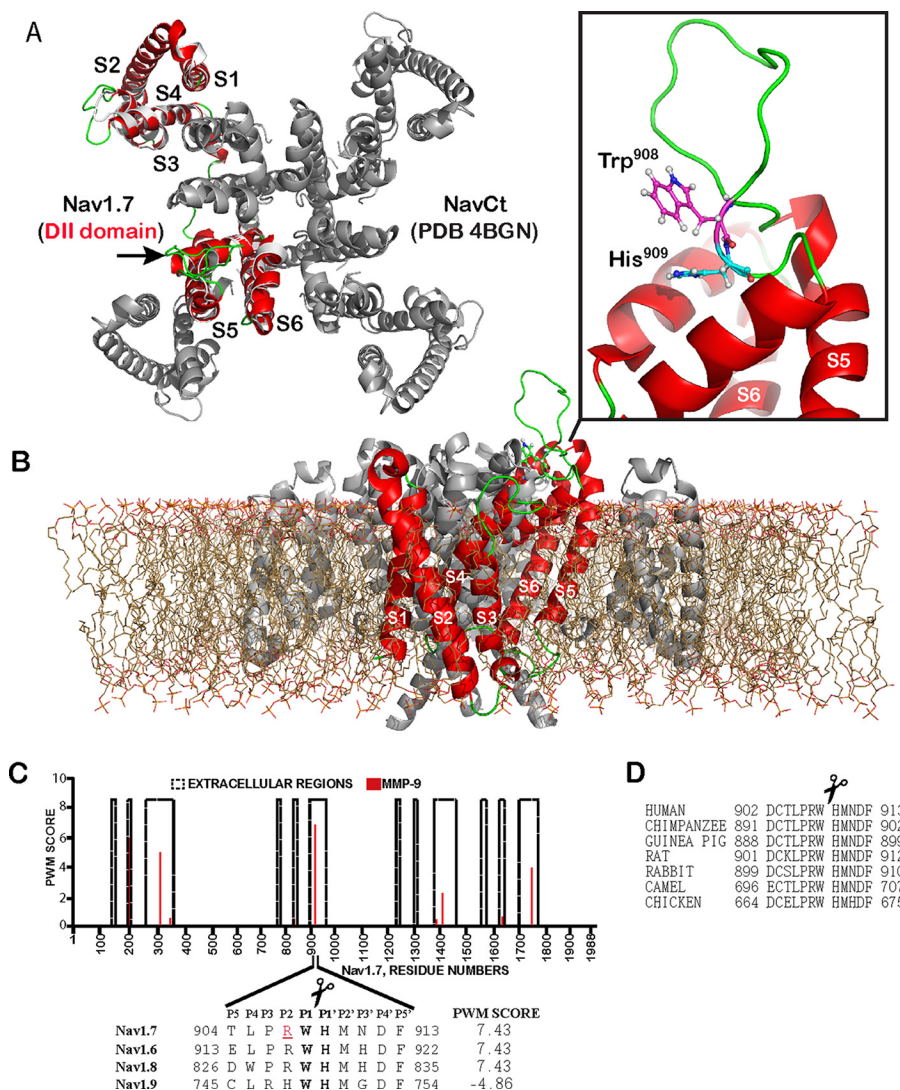 A
S2
S1
S4
S3
Nav1.7
(DII domain)
NavCt
(PDB 4BGN)
S5
S6
Trp908
His909
S5
S6
B
S4
S6
S5
S1
S2
S3
C
EXTRACELLULAR REGIONS MMP-9
PWM SCORE
10
8
6
4
2
0
1 100 200 300 400 500 600 700 800 900 1000 1100 1200 1300 1400 1500 1600 1700 1800 1900 1988
Nav1.7, RESIDUE NUMBERS
P5 P4 P3 P2 P1 P1' P2' P3' P4' P5' PWM SCORE
Nav1.7 904 T L P R W H M N D F 913 7.43
Nav1.6 913 E L P R W H M H D F 922 7.43
Nav1.8 826 D W P R W H M H D F 835 7.43
Nav1.9 745 C L R H W H M G D F 754 -4.86
D
HUMAN 902 DCTLPRW HMNDF 913
CHIMPANZEE 891 DCTLPRW HMNDF 902
GUINEA PIG 888 DCTLPRW HMNDF 899
RAT 901 DCKLPRW HMNDF 912
RABBIT 899 DCSLPRW HMNDF 910
CAMEL 696 ECTLPRW HMNDF 707
CHICKEN 664 DCELPRW HMHDF 675